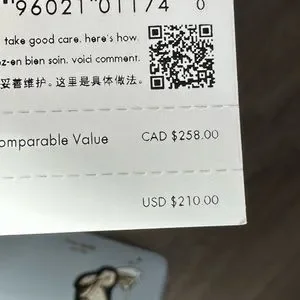 96021 01174 0
take good care. here's how.
z-en bien soin. voici comment.
妥善维护。这里是具体做法。
omparable Value CAD $258.00
USD $210.00